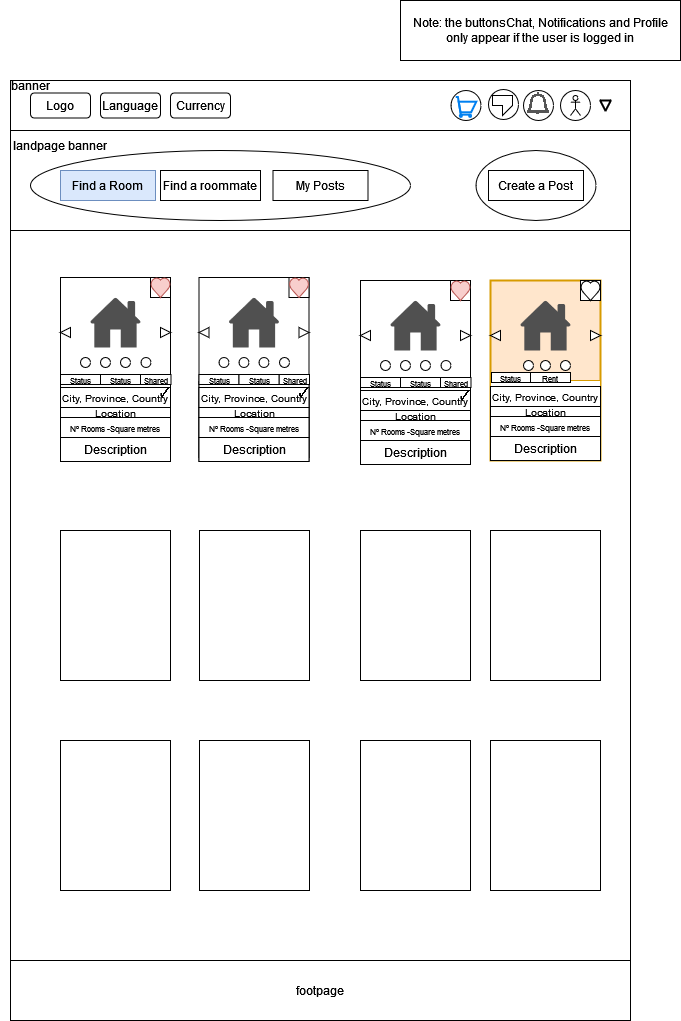 Note: the buttonsChat, Notifications and Profile
only appear if the user is logged in
banner
Logo
Language
Currency
landpage banner
Find a Room
Find a roommate
My Posts
Create a Post
Status
Status
Shared
City, Province, Country
Location
Nº Rooms -Square metres
Description
Status
Status
Shared
City, Province, Country
Location
Nº Rooms -Square metres
Description
Status
Status
Shared
City, Province, Country
Location
Nº Rooms -Square metres
Description
Status
Rent
City, Province, Country
Location
Nº Rooms -Square metres
Description
footpage